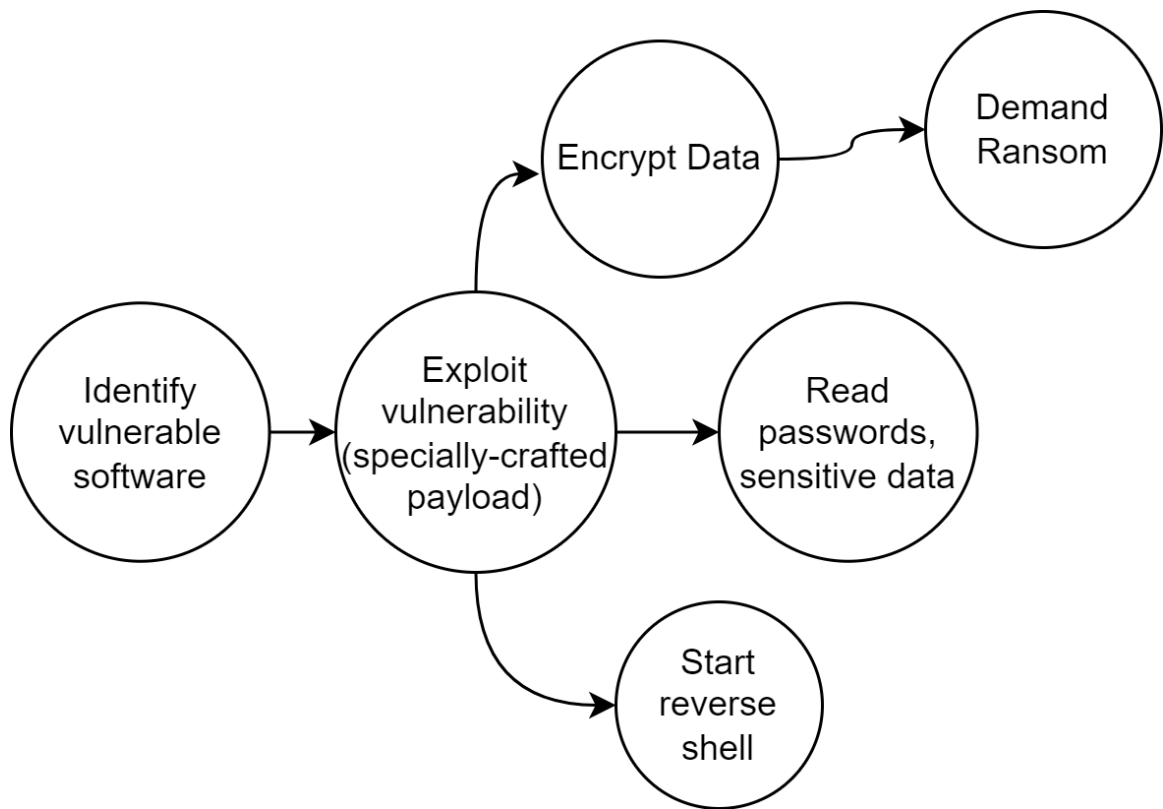 Identify
vulnerable
software
Exploit
vulnerability
(specially-crafted
payload)
Encrypt Data
Demand
Ransom
Read
passwords,
sensitive data
Start
reverse
shell